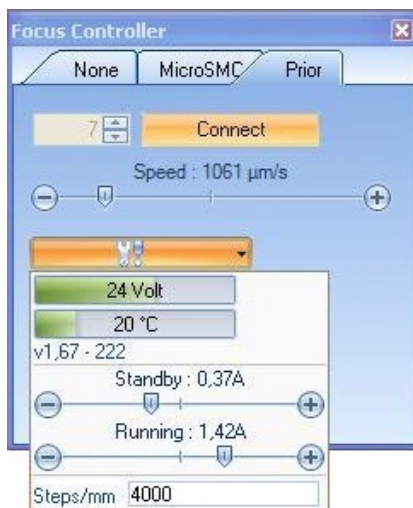 Focus Controller
None MicroSMC Prior
7 Connect
Speed : 1061 µm/s
24 Volt
20 °C
v1,67 - 222
Standby : 0,37A
Running : 1,42A
Steps/mm 4000